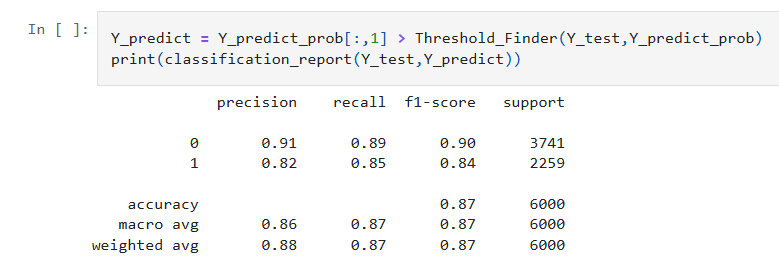 In [ ]:
Y_predict = Y_predict_prob[:,1] > Threshold_Finder(Y_test,Y_predict_prob)
print(classification_report(Y_test,Y_predict))
precision recall f1-score support
0 0.91 0.89 0.90 3741
1 0.82 0.85 0.84 2259
accuracy 0.87 6000
macro avg 0.86 0.87 0.87 6000
weighted avg 0.88 0.87 0.87 6000